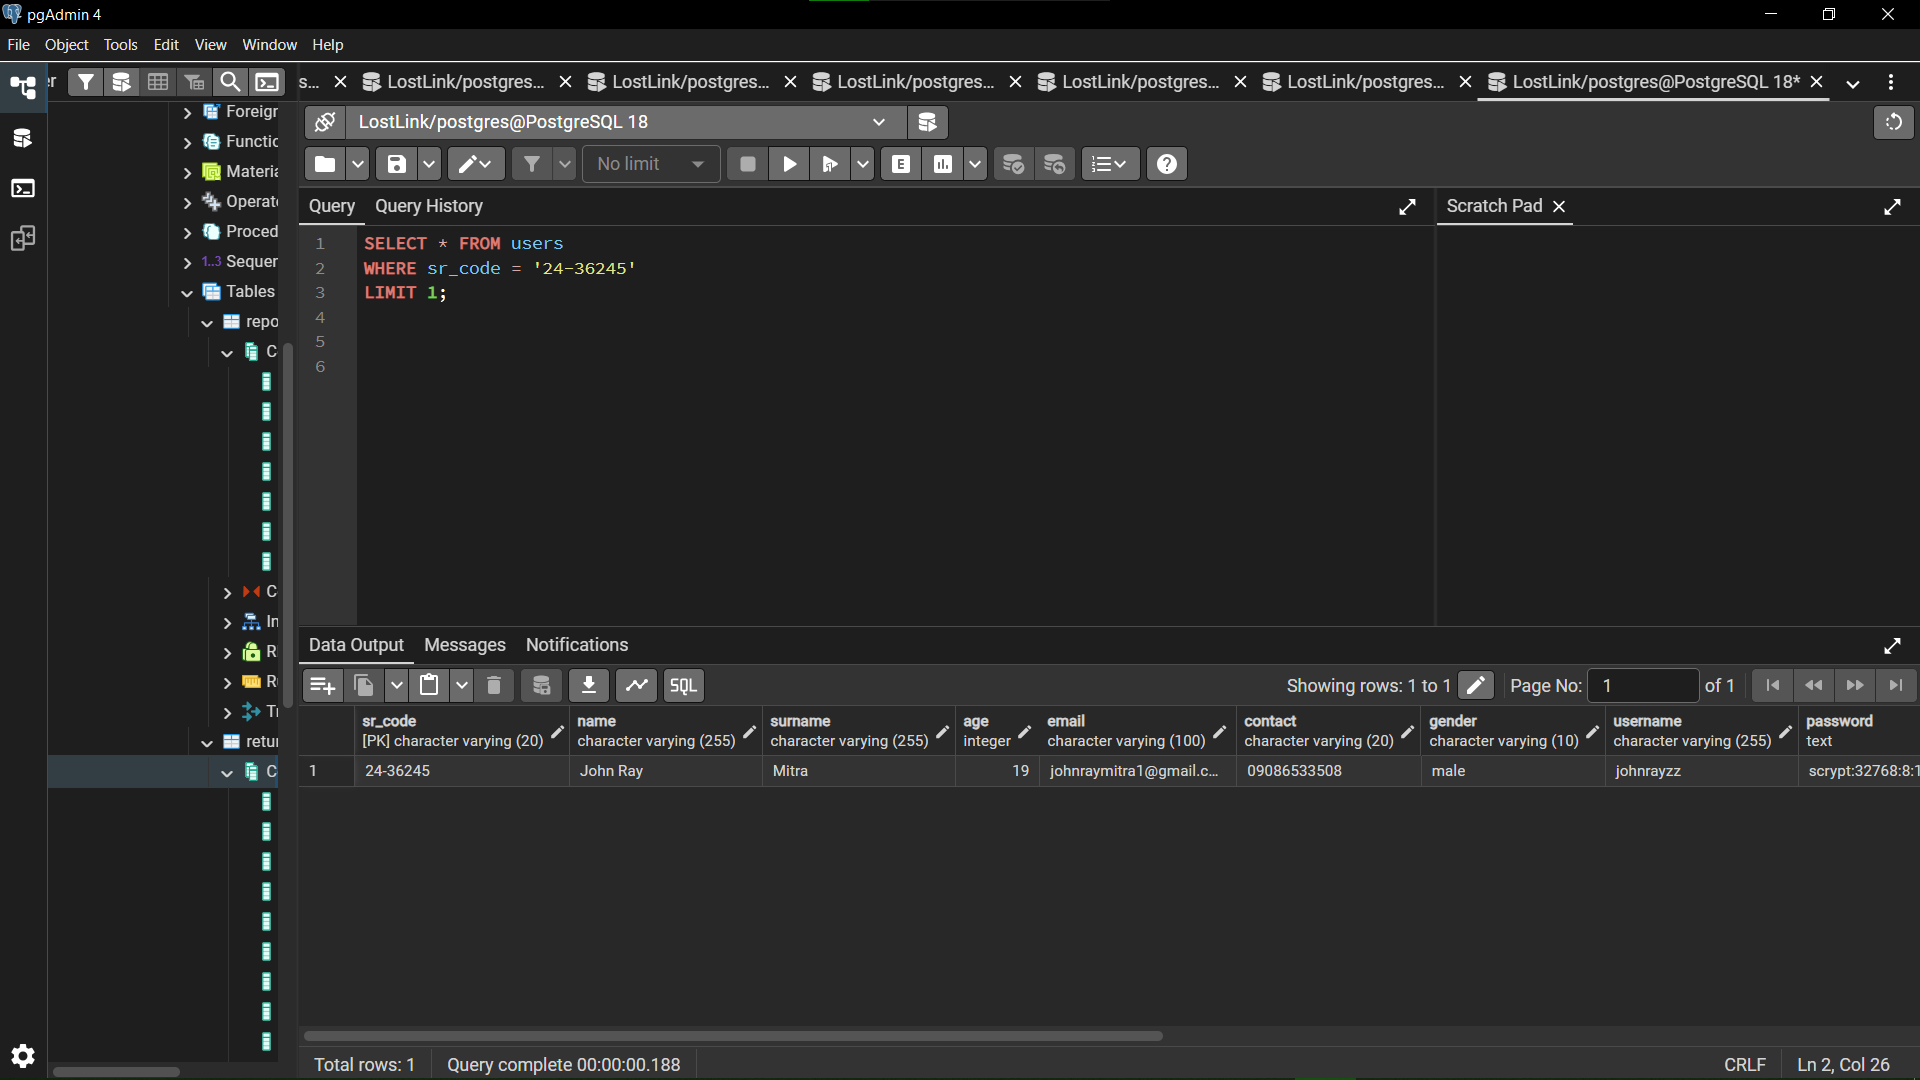 pgAdmin 4
File Object Tools Edit View Window Help
er
s... LostLink/postgres... LostLink/postgres... LostLink/postgres... LostLink/postgres... LostLink/postgres... LostLink/postgres@PostgreSQL 18*
LostLink/postgres@PostgreSQL 18
No limit
E
Query Query History
Scratch Pad
1 SELECT * FROM users
2 WHERE sr_code = '24-36245'
3 LIMIT 1;
4
5
6
Foreigr
Functic
Materia
Operato
Proced
1..3 Sequer
Tables
repo
C
C
In
R
R
Tr
retur
C
Data Output Messages Notifications
SQL
Showing rows: 1 to 1
Page No: 1 of 1
sr_code name surname age email contact gender username password
[PK] character varying (20) character varying (255) character varying (255) integer character varying (100) character varying (20) character varying (10) character varying (255) text
1 24-36245 John Ray Mitra 19 johnraymitra1@gmail.c... 09086533508 male johnrayzz scrypt:32768:8:1
Total rows: 1 Query complete 00:00:00.188
CRLF Ln 2, Col 26